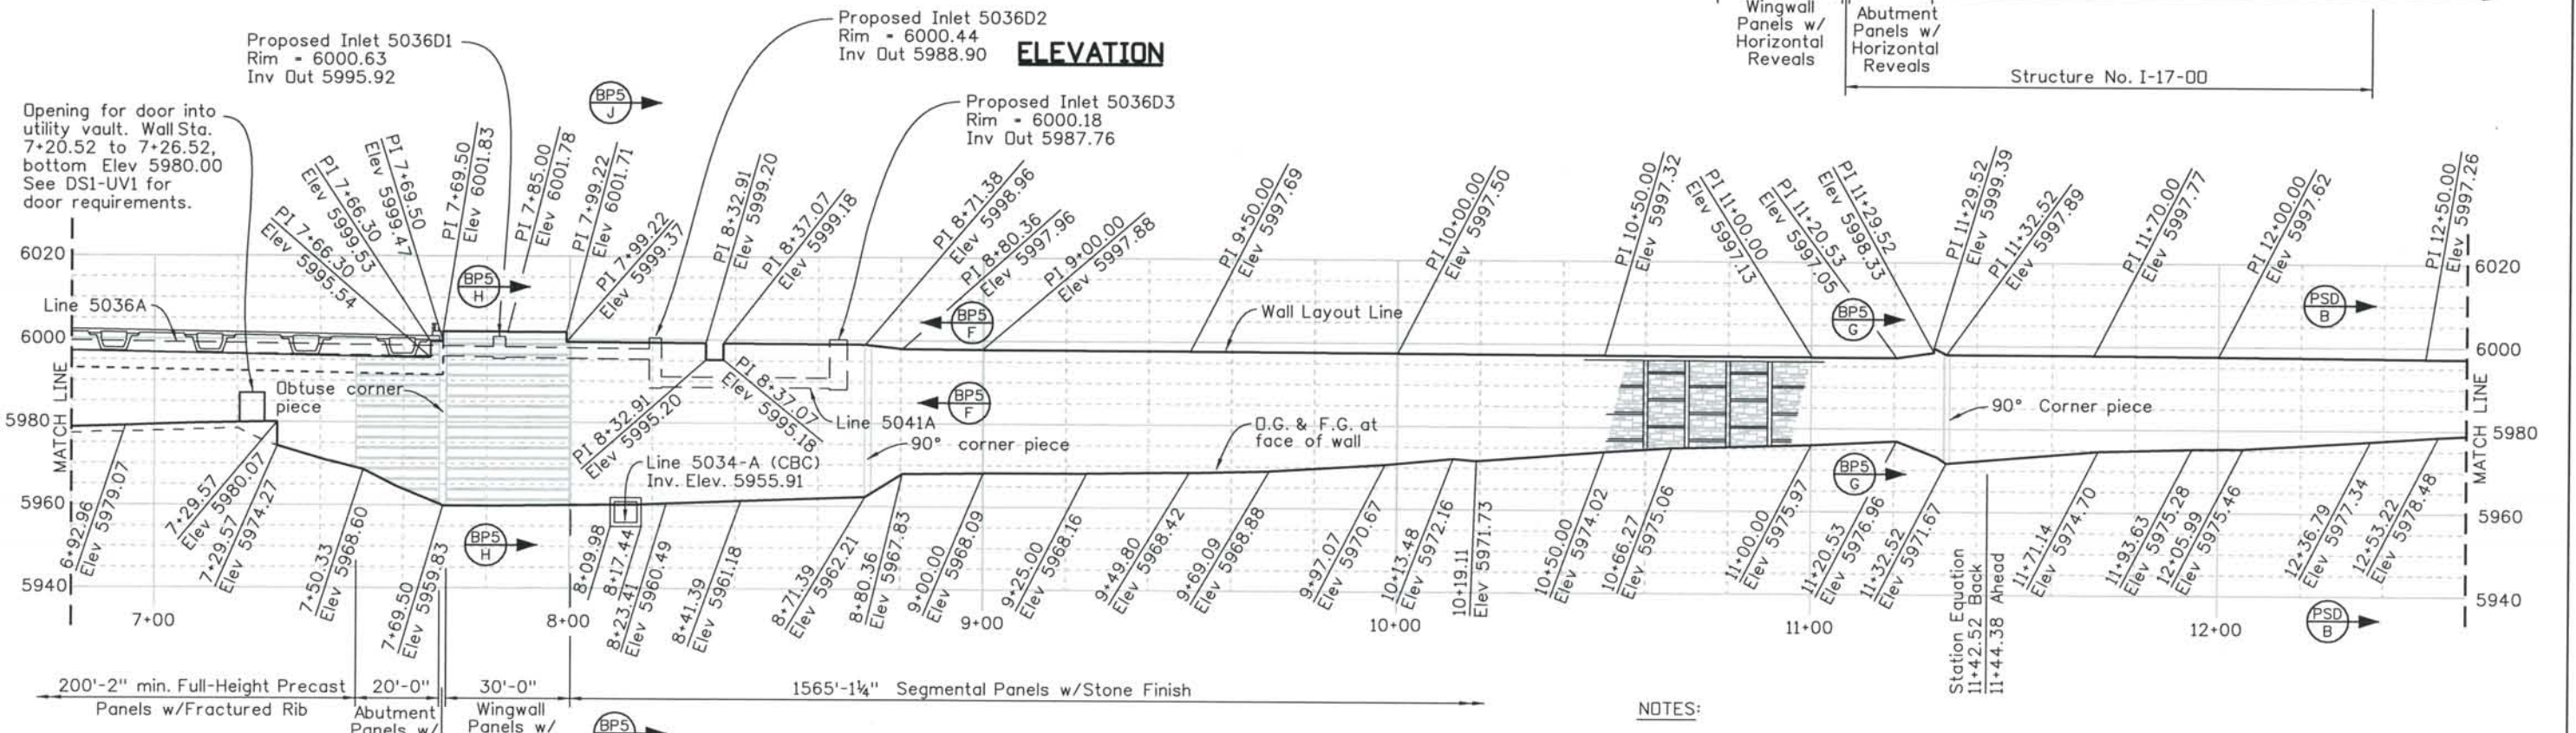 Proposed Inlet 5036D2
Rim = 6000.44
Inv Out 5988.90
ELEVATION
Wingwall
Panels w/
Horizontal
Reveals
Abutment
Panels w/
Horizontal
Reveals
Structure No. I-17-OO
Proposed Inlet 5036D1
Rim = 6000.63
Inv Out 5995.92
BP5
J
Proposed Inlet 5036D3
Rim = 6000.18
Inv Out 5987.76
Opening for door into
utility vault. Wall Sta.
7+20.52 to 7+26.52,
bottom Elev 5980.00
See DS1-UV1 for
door requirements.
PI 7+66.30
Elev 5995.54
PI 7+66.30
Elev 5999.53
PI 7+69.50
Elev 5999.47
PI 7+69.50
Elev 6001.83
PI 7+85.00
Elev 6001.78
PI 7+99.22
Elev 6001.71
PI 7+99.22
Elev 5999.37
PI 8+32.91
Elev 5999.20
PI 8+37.07
Elev 5999.18
PI 8+71.38
Elev 5998.96
PI 8+80.36
Elev 5997.96
PI 9+00.00
Elev 5997.88
PI 9+50.00
Elev 5997.69
PI 10+00.00
Elev 5997.50
PI 10+50.00
Elev 5997.32
PI 11+00.00
Elev 5997.13
PI 11+20.53
Elev 5997.05
PI 11+29.52
Elev 5998.33
PI 11+29.52
Elev 5999.39
PI 11+32.52
Elev 5997.89
PI 11+70.00
Elev 5997.77
PI 12+00.00
Elev 5997.62
PI 12+50.00
Elev 5997.26
6020
6020
BP5
H
BP5
F
BP5
G
PSD
B
Line 5036A
Wall Layout Line
6000
6000
MATCH LINE
MATCH LINE
Obtuse corner
piece
PI 8+32.91
Elev 5995.20
PI 8+37.07
Elev 5995.18
Line 5041A
BP5
F
90° corner piece
O.G. & F.G. at
face of wall
90° Corner piece
5980
5980
Line 5034-A (CBC)
Inv. Elev. 5955.91
BP5
G
5960
5960
BP5
H
5940
5940
6+92.96
Elev 5979.07
7+29.57
Elev 5980.07
7+29.57
Elev 5974.27
7+50.33
Elev 5968.60
7+69.50
Elev 5959.83
8+09.98
8+17.44
8+23.41
Elev 5960.49
8+41.39
Elev 5961.18
8+71.39
Elev 5962.21
8+80.36
Elev 5967.83
9+00.00
Elev 5968.09
9+25.00
Elev 5968.16
9+49.80
Elev 5968.42
9+69.09
Elev 5968.88
9+97.07
Elev 5970.67
10+13.48
Elev 5972.16
10+19.11
Elev 5971.73
10+50.00
Elev 5974.02
10+66.27
Elev 5975.06
11+00.00
Elev 5975.97
11+20.53
Elev 5976.96
11+32.52
Elev 5971.67
Station Equation
11+42.52 Back
11+44.38 Ahead
11+71.14
Elev 5974.70
11+93.63
Elev 5975.28
12+05.99
Elev 5975.46
12+36.79
Elev 5977.34
12+53.22
Elev 5978.48
PSD
B
7+00
8+00
9+00
10+00
11+00
12+00
200'-2" min. Full-Height Precast
Panels w/Fractured Rib
20'-0"
Abutment
Panels w/
30'-0"
Wingwall
Panels w/
1565'-1¼" Segmental Panels w/Stone Finish
BP5
NOTES: